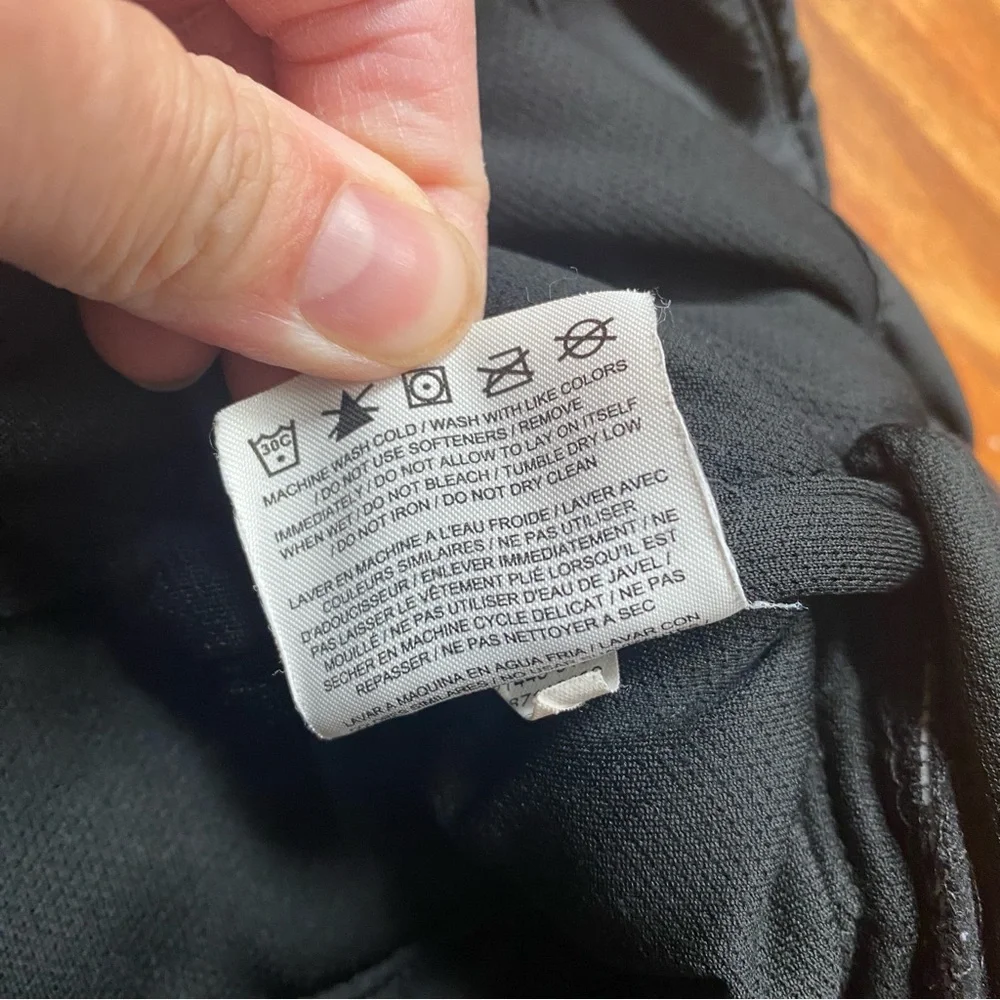 30C
MACHINE WASH COLD / WASH WITH LIKE COLORS
/ DO NOT USE SOFTENERS / REMOVE
IMMEDIATELY / DO NOT ALLOW TO LAY ON ITSELF
WHEN WET / DO NOT BLEACH / TUMBLE DRY LOW
/ DO NOT IRON / DO NOT DRY CLEAN
LAVER EN MACHINE A L'EAU FROIDE / LAVER AVEC
COULEURS SIMILAIRES / NE PAS UTILISER
D'ADOUCISSEUR / ENLEVER IMMEDIATEMENT / NE
PAS LAISSER LE VÊTEMENT PLIÉ LORSQU'IL EST
MOUILLÉ / NE PAS UTILISER D'EAU DE JAVEL /
SECHER EN MACHINE CYCLE DELICAT / NE PAS
REPASSER / NE PAS NETTOYER A SEC
LAVAR A MAQUINA EN AGUA FRIA / LAVAR CON
SIMILARES / NO